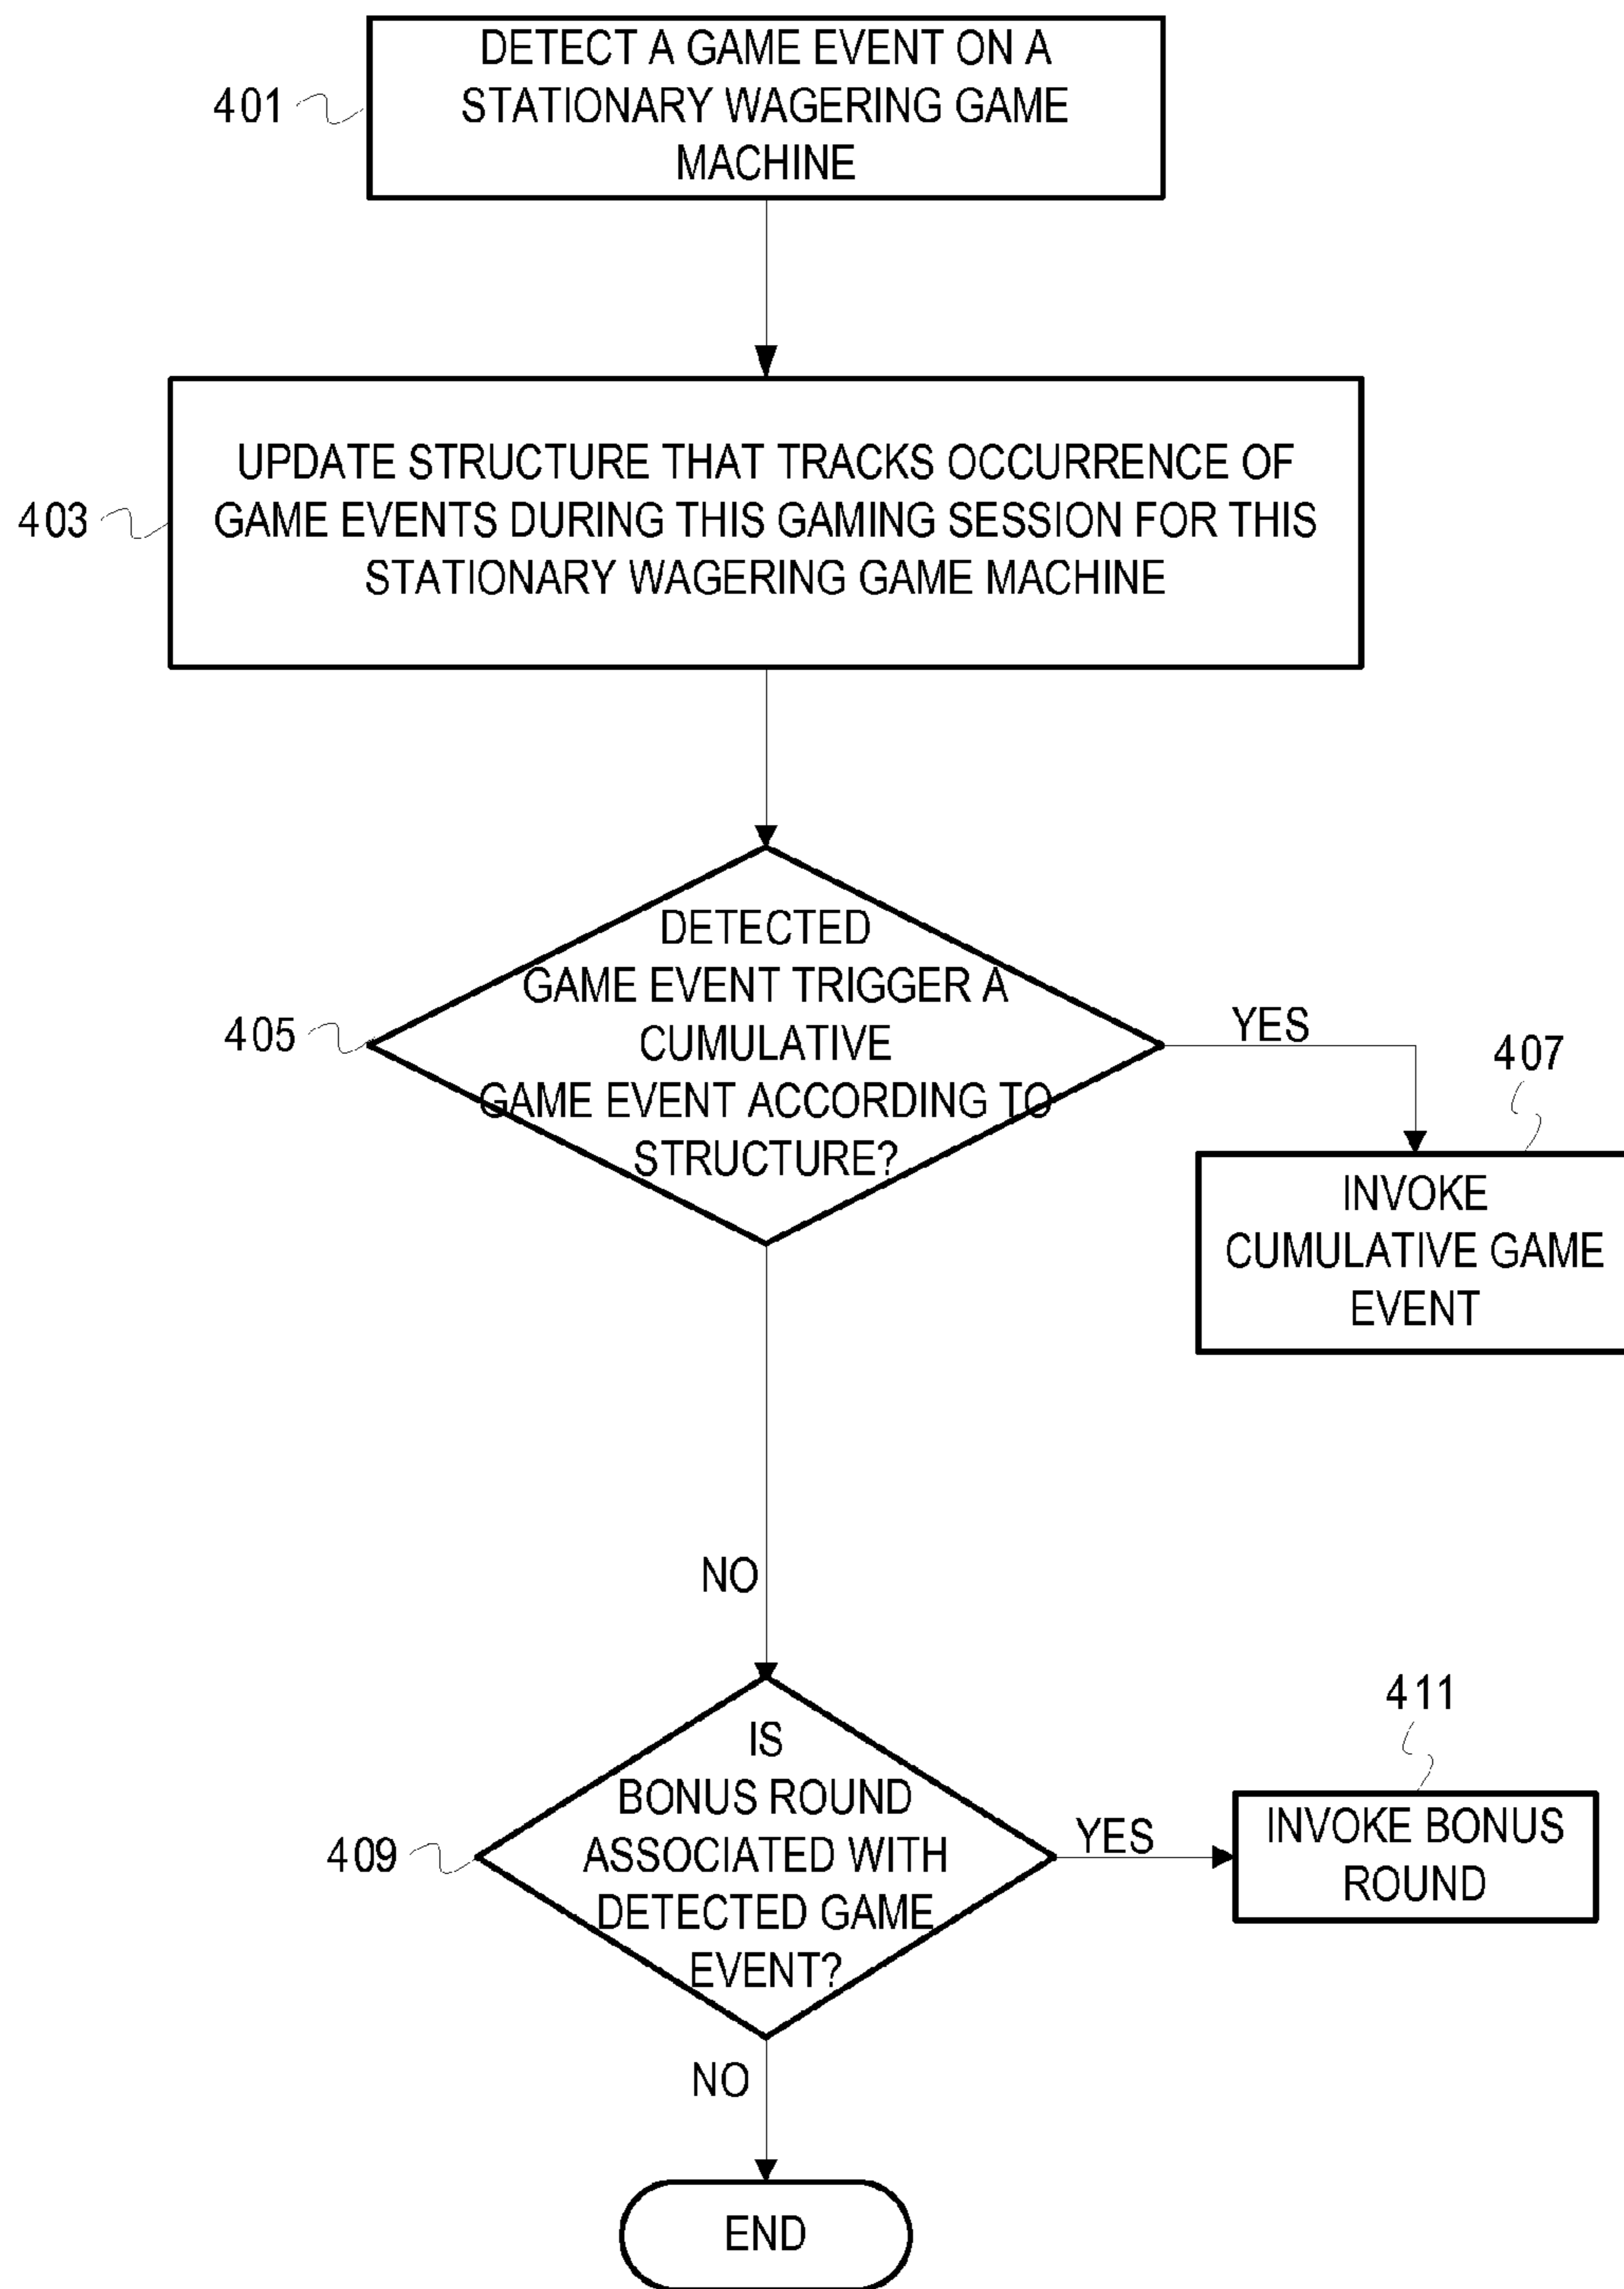 DETECT A GAME EVENT ON A
STATIONARY WAGERING GAME
MACHINE
401
UPDATE STRUCTURE THAT TRACKS OCCURRENCE OF
GAME EVENTS DURING THIS GAMING SESSION FOR THIS
STATIONARY WAGERING GAME MACHINE
403
DETECTED
GAME EVENT TRIGGER A
CUMULATIVE
GAME EVENT ACCORDING TO
STRUCTURE?
405
YES
407
INVOKE
CUMULATIVE GAME
EVENT
NO
IS
BONUS ROUND
ASSOCIATED WITH
DETECTED GAME
EVENT?
409
YES
411
INVOKE BONUS
ROUND
NO
END